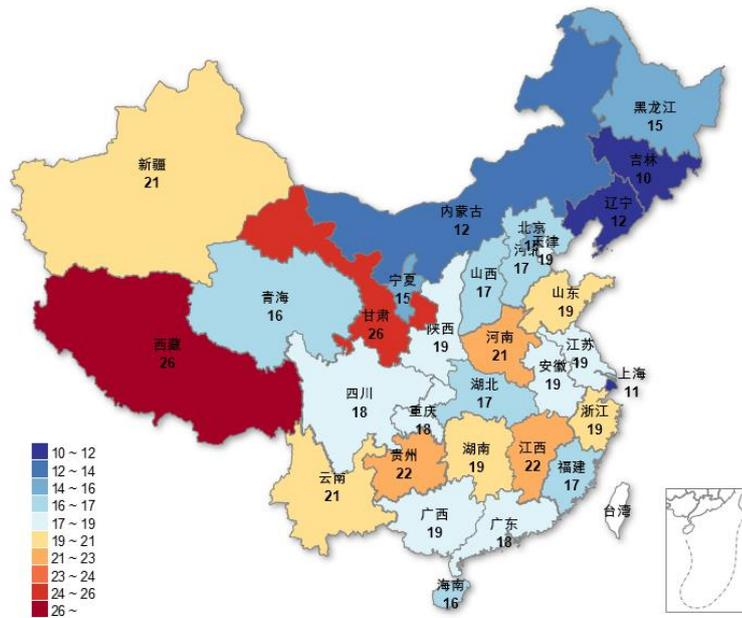 黑龙江
15
新疆
21
吉林
10
辽宁
12
内蒙古
12
北京
天津
19
河北
17
山西
17
宁夏
15
青海
16
山东
19
甘肃
26
陕西
19
河南
21
西藏
26
江苏
19
安徽
19
上海
11
湖北
17
四川
18
重庆
18
浙江
19
湖南
19
江西
22
贵州
22
福建
17
云南
21
台湾
广西
19
广东
18
海南
16
10 ~ 12
12 ~ 14
14 ~ 16
16 ~ 17
17 ~ 19
19 ~ 21
21 ~ 23
23 ~ 24
24 ~ 26
26 ~